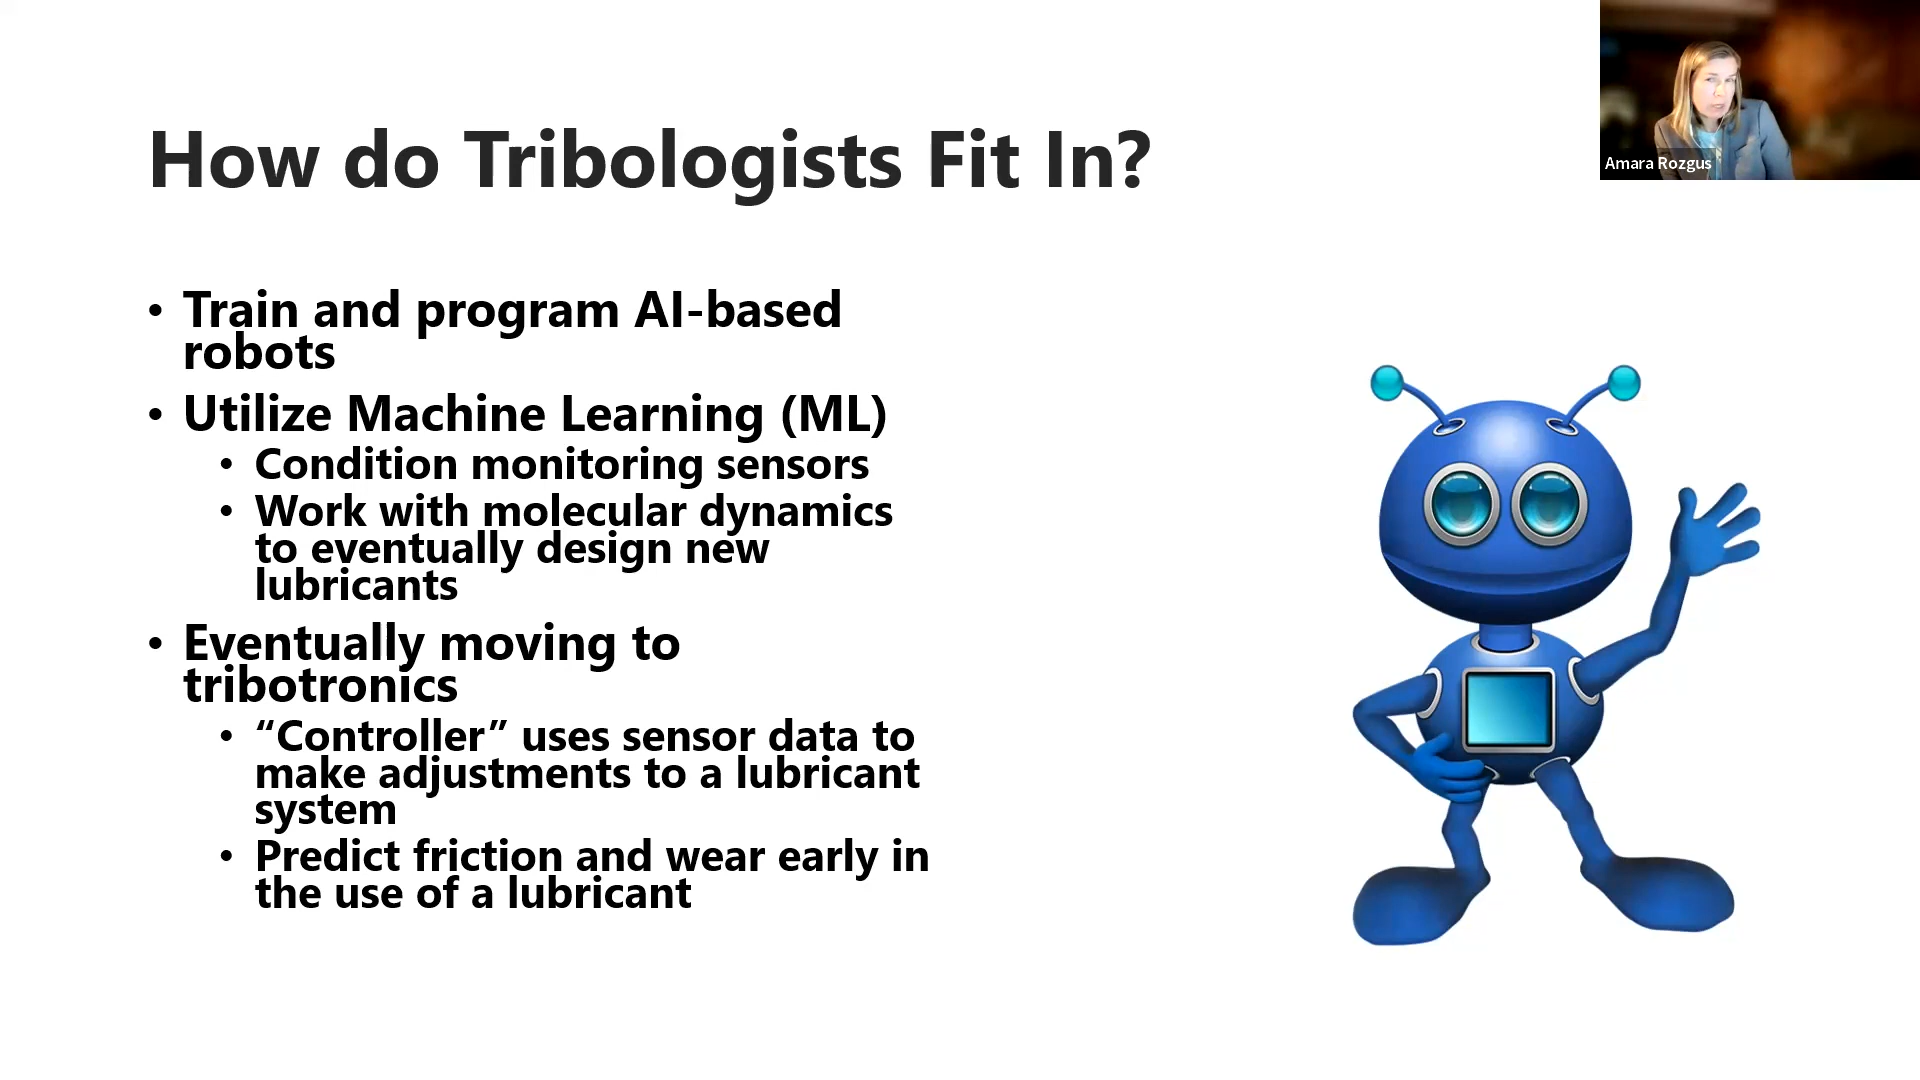 How do Tribologists Fit In?
Amara Rozgus
• Train and program AI-based
robots
• Utilize Machine Learning (ML)
• Condition monitoring sensors
• Work with molecular dynamics
to eventually design new
lubricants
• Eventually moving to
tribotronics
• “Controller” uses sensor data to
make adjustments to a lubricant
system
• Predict friction and wear early in
the use of a lubricant